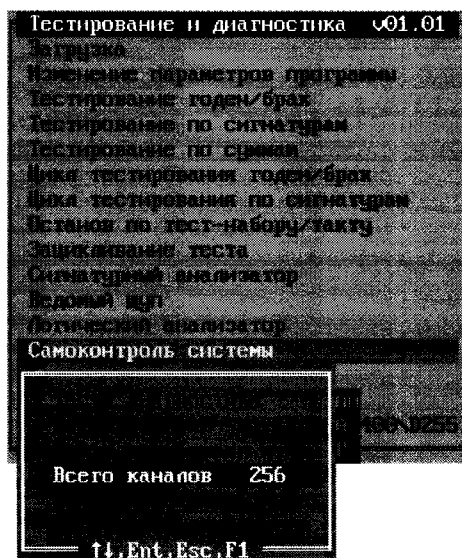 Тестирование и диагностика v01.01
Загрузка
Изменение параметров программы
Тестирование годен/брак
Тестирование по сигнатурам
Тестирование по суммам
Цикл тестирования годен/брак
Цикл тестирования по сигнатурам
Останов по тест-набору/такту
Зацикливание теста
Сигнатурный анализатор
Ведомый щуп
Логический анализатор
Самоконтроль системы
Всего каналов 256
↑↓,Ent,Esc,F1